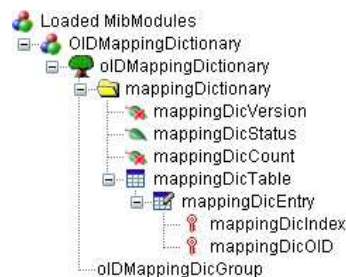 Loaded MibModules
OIDMappingDictionary
oIDMappingDictionary
mappingDictionary
mappingDicVersion
mappingDicStatus
mappingDicCount
mappingDicTable
mappingDicEntry
mappingDicIndex
mappingDicOID
oIDMappingDicGroup